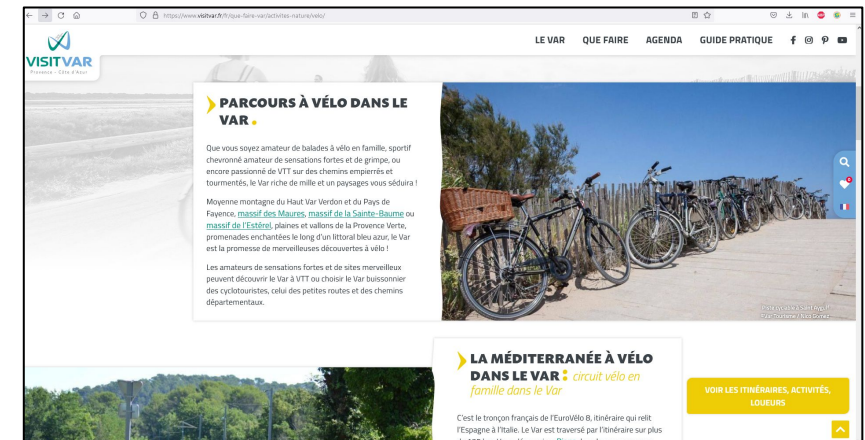 https://www.visitvar.fr/fr/que-faire-var/activites-nature/velo/
VISITVAR
Provence - Côte d'Azur
LE VAR QUE FAIRE AGENDA GUIDE PRATIQUE
PARCOURS À VÉLO DANS LE
VAR.
Que vous soyez amateur de balades à vélo en famille, sportif
chevronné amateur de sensations fortes et de grimpe, ou
encore passionné de VTT sur des chemins empierrés et
tourmentés, le Var riche de mille et un paysages vous séduira !
Moyenne montagne du Haut Var Verdon et du Pays de
Fayence, massif des Maures, massif de la Sainte-Baume ou
massif de l'Estérel, plaines et vallons de la Provence Verte,
promenades enchantées le long d'un littoral bleu azur, le Var
est la promesse de merveilleuses découvertes à vélo !
Les amateurs de sensations fortes et de sites merveilleux
peuvent découvrir le Var à VTT ou choisir le Var buissonnier
des cyclotouristes, celui des petites routes et des chemins
départementaux.
LA MÉDITERRANÉE À VÉLO
DANS LE VAR : circuit vélo en
famille dans le Var
C'est le tronçon français de l'EuroVélo 8, itinéraire qui relit
l'Espagne à l'Italie. Le Var est traversé par l'itinéraire sur plus
VOIR LES ITINÉRAIRES, ACTIVITÉS,
LOUEURS